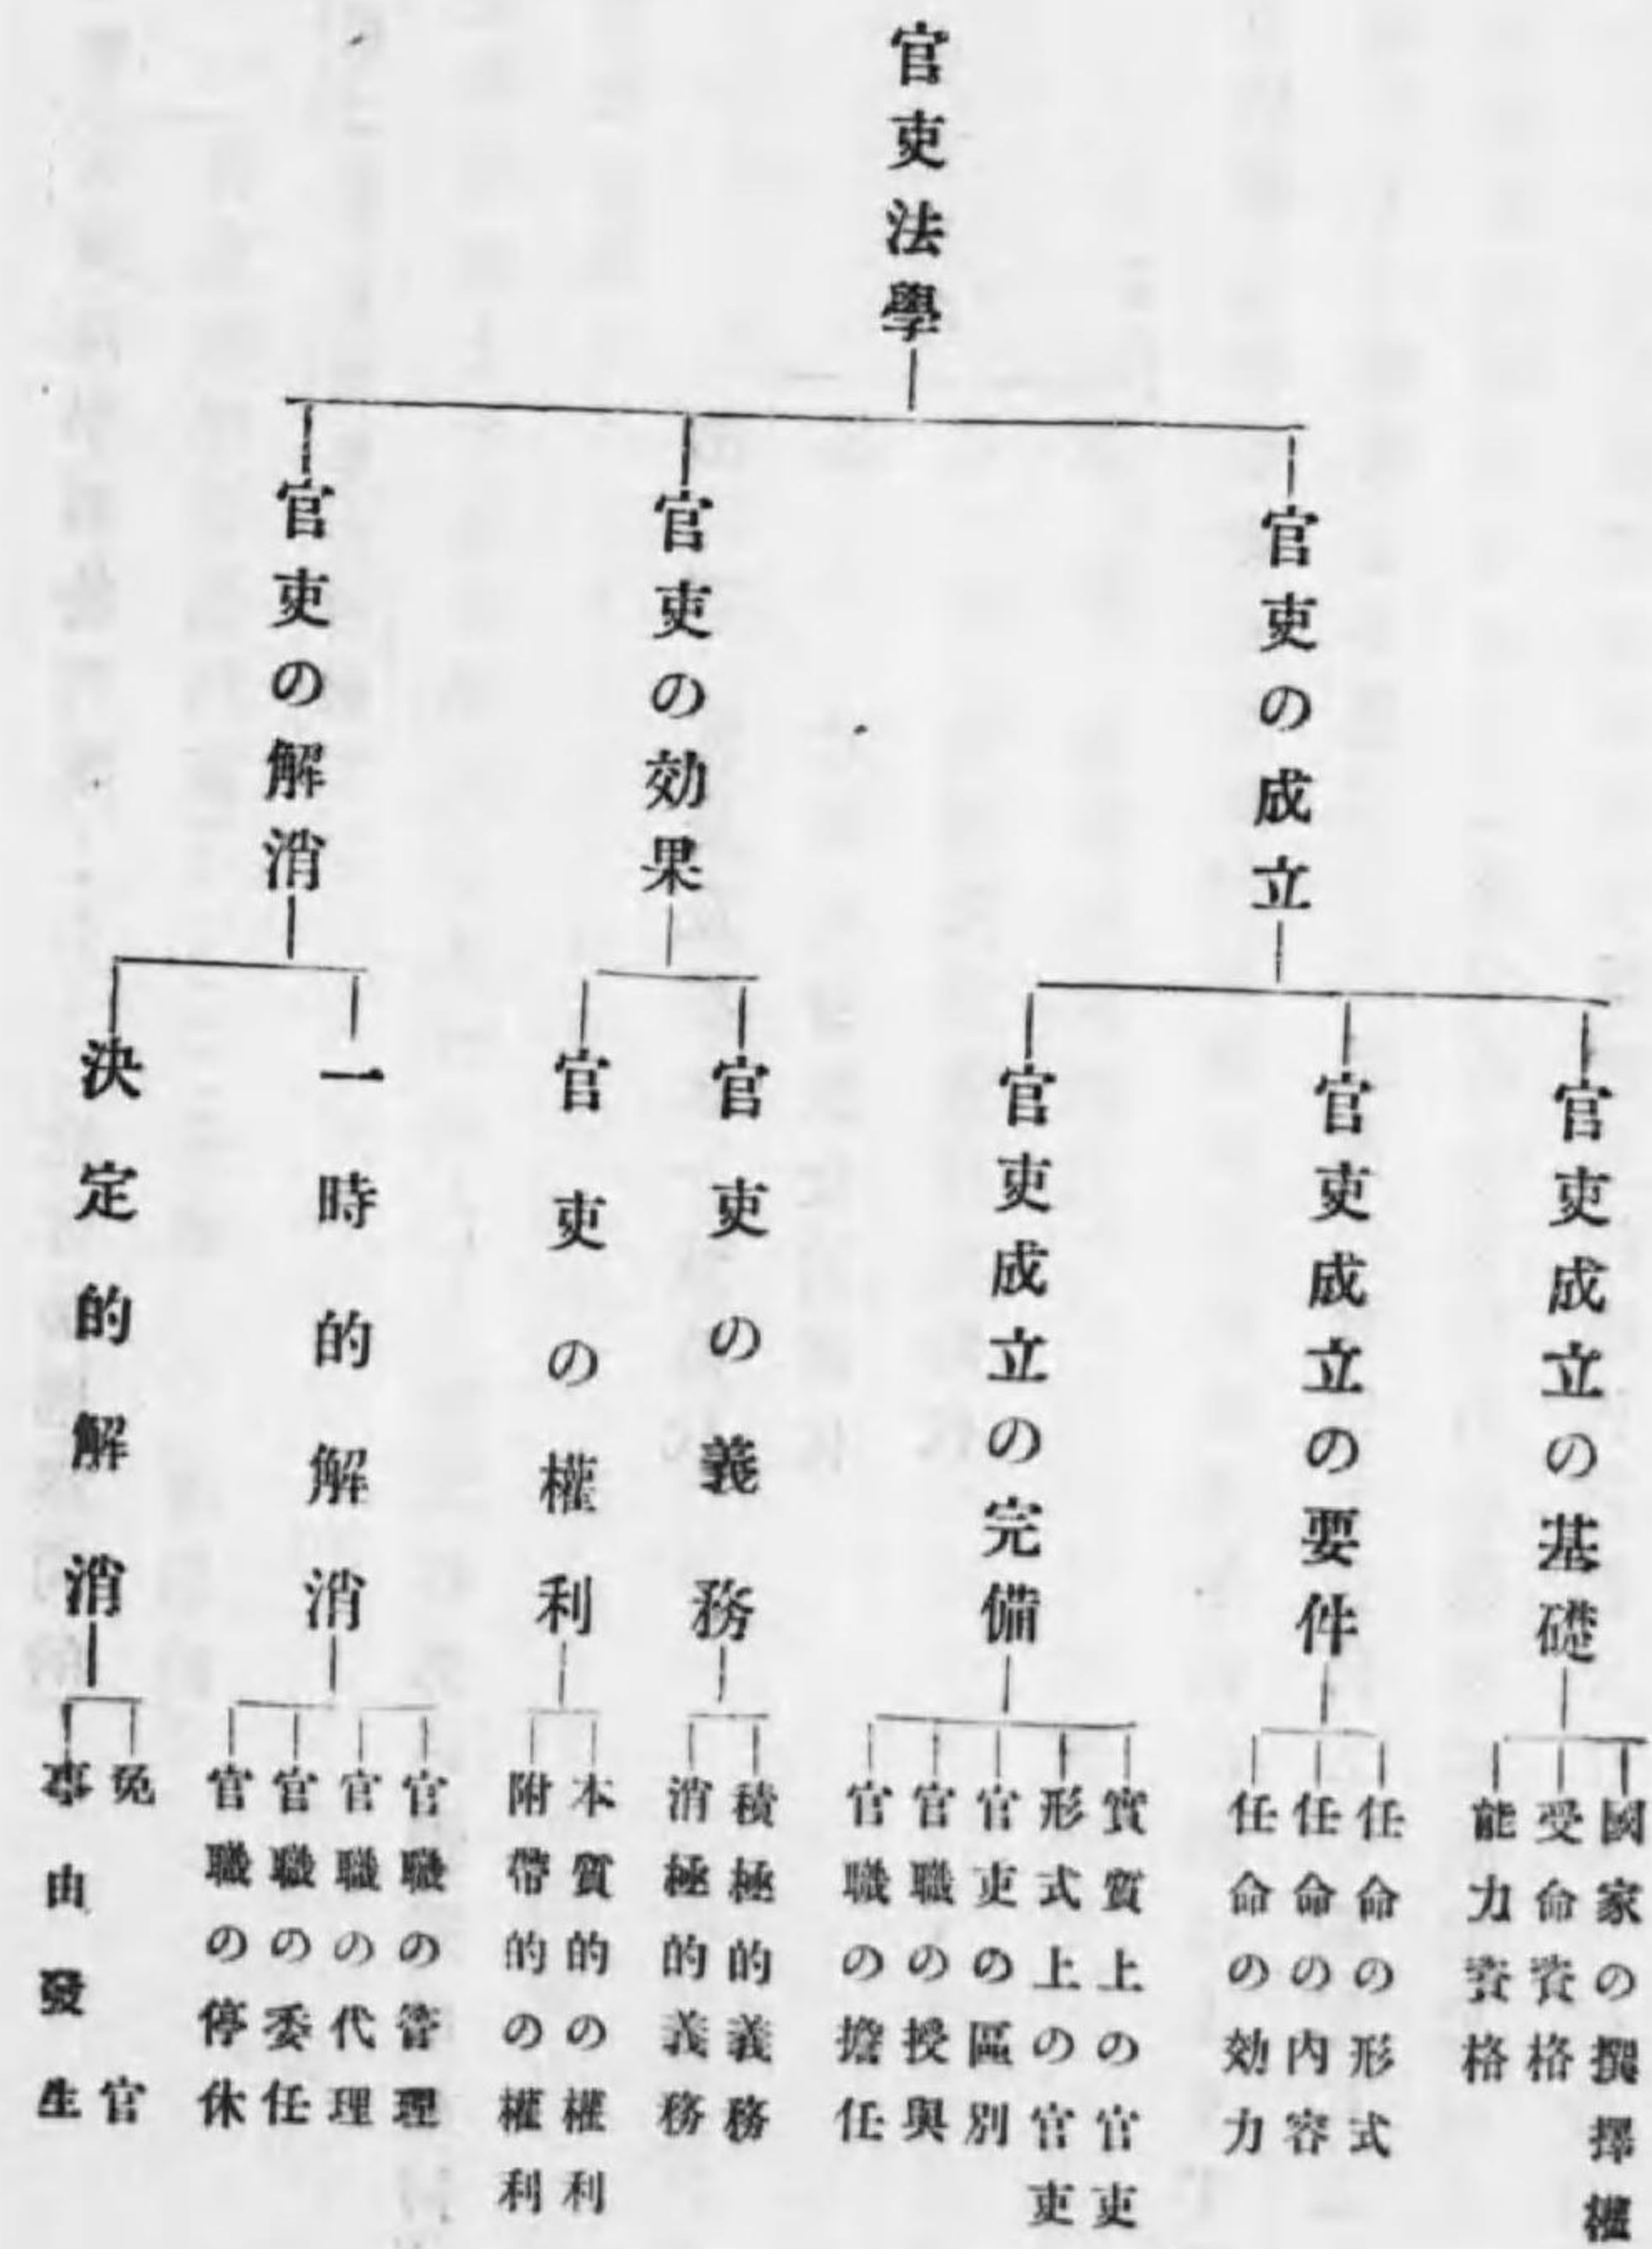 官吏法學
官吏の成立
官吏の効果
官吏の解消
官吏成立の基礎
官吏成立の要件
官吏成立の完備
官吏の義務
官吏の權利
一時的解消
決定的解消
國家の撰擇權
受命資格
能力資格
任命の形式
任命の内容
任命の効力
實質上の官吏
形式上の官吏
官吏の區別
官職の授與
官職の擔任
積極的義務
消極的義務
本質的の權利
附帶的の權利
官職の管理
官職の代理
官職の委任
官職の停休
免官
事由發生